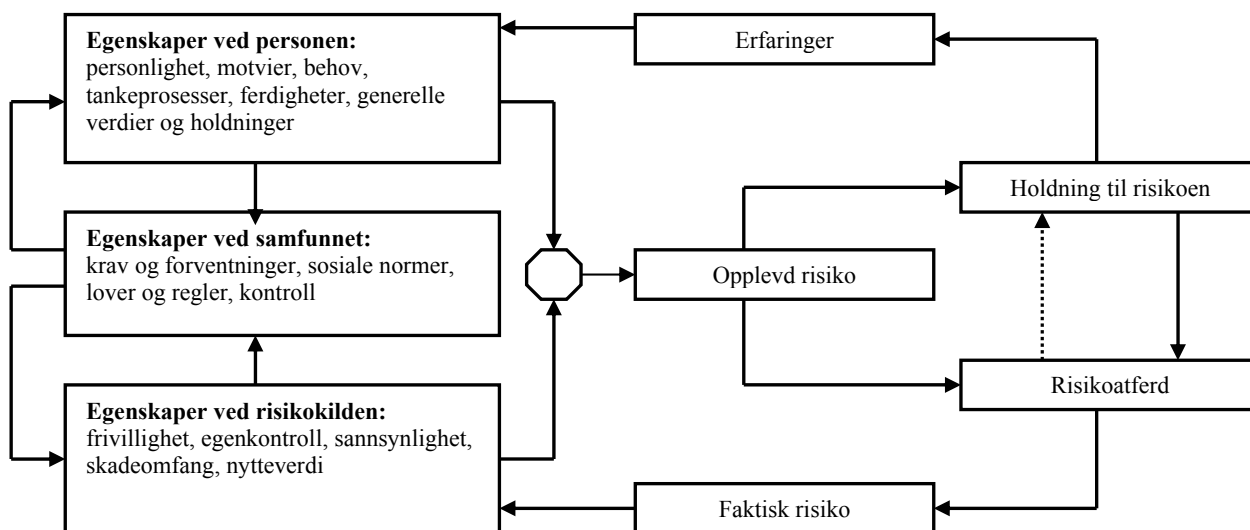 Egenskaper ved personen:
personlighet, motvier, behov,
tankeprosesser, ferdigheter, generelle
verdier og holdninger
Erfaringer
Holdning til risikoen
Egenskaper ved samfunnet:
krav og forventninger, sosiale normer,
lover og regler, kontroll
Opplevd risiko
Risikoatferd
Egenskaper ved risikokilden:
frivillighet, egenkontroll, sannsynlighet,
skadeomfang, nytteverdi
Faktisk risiko